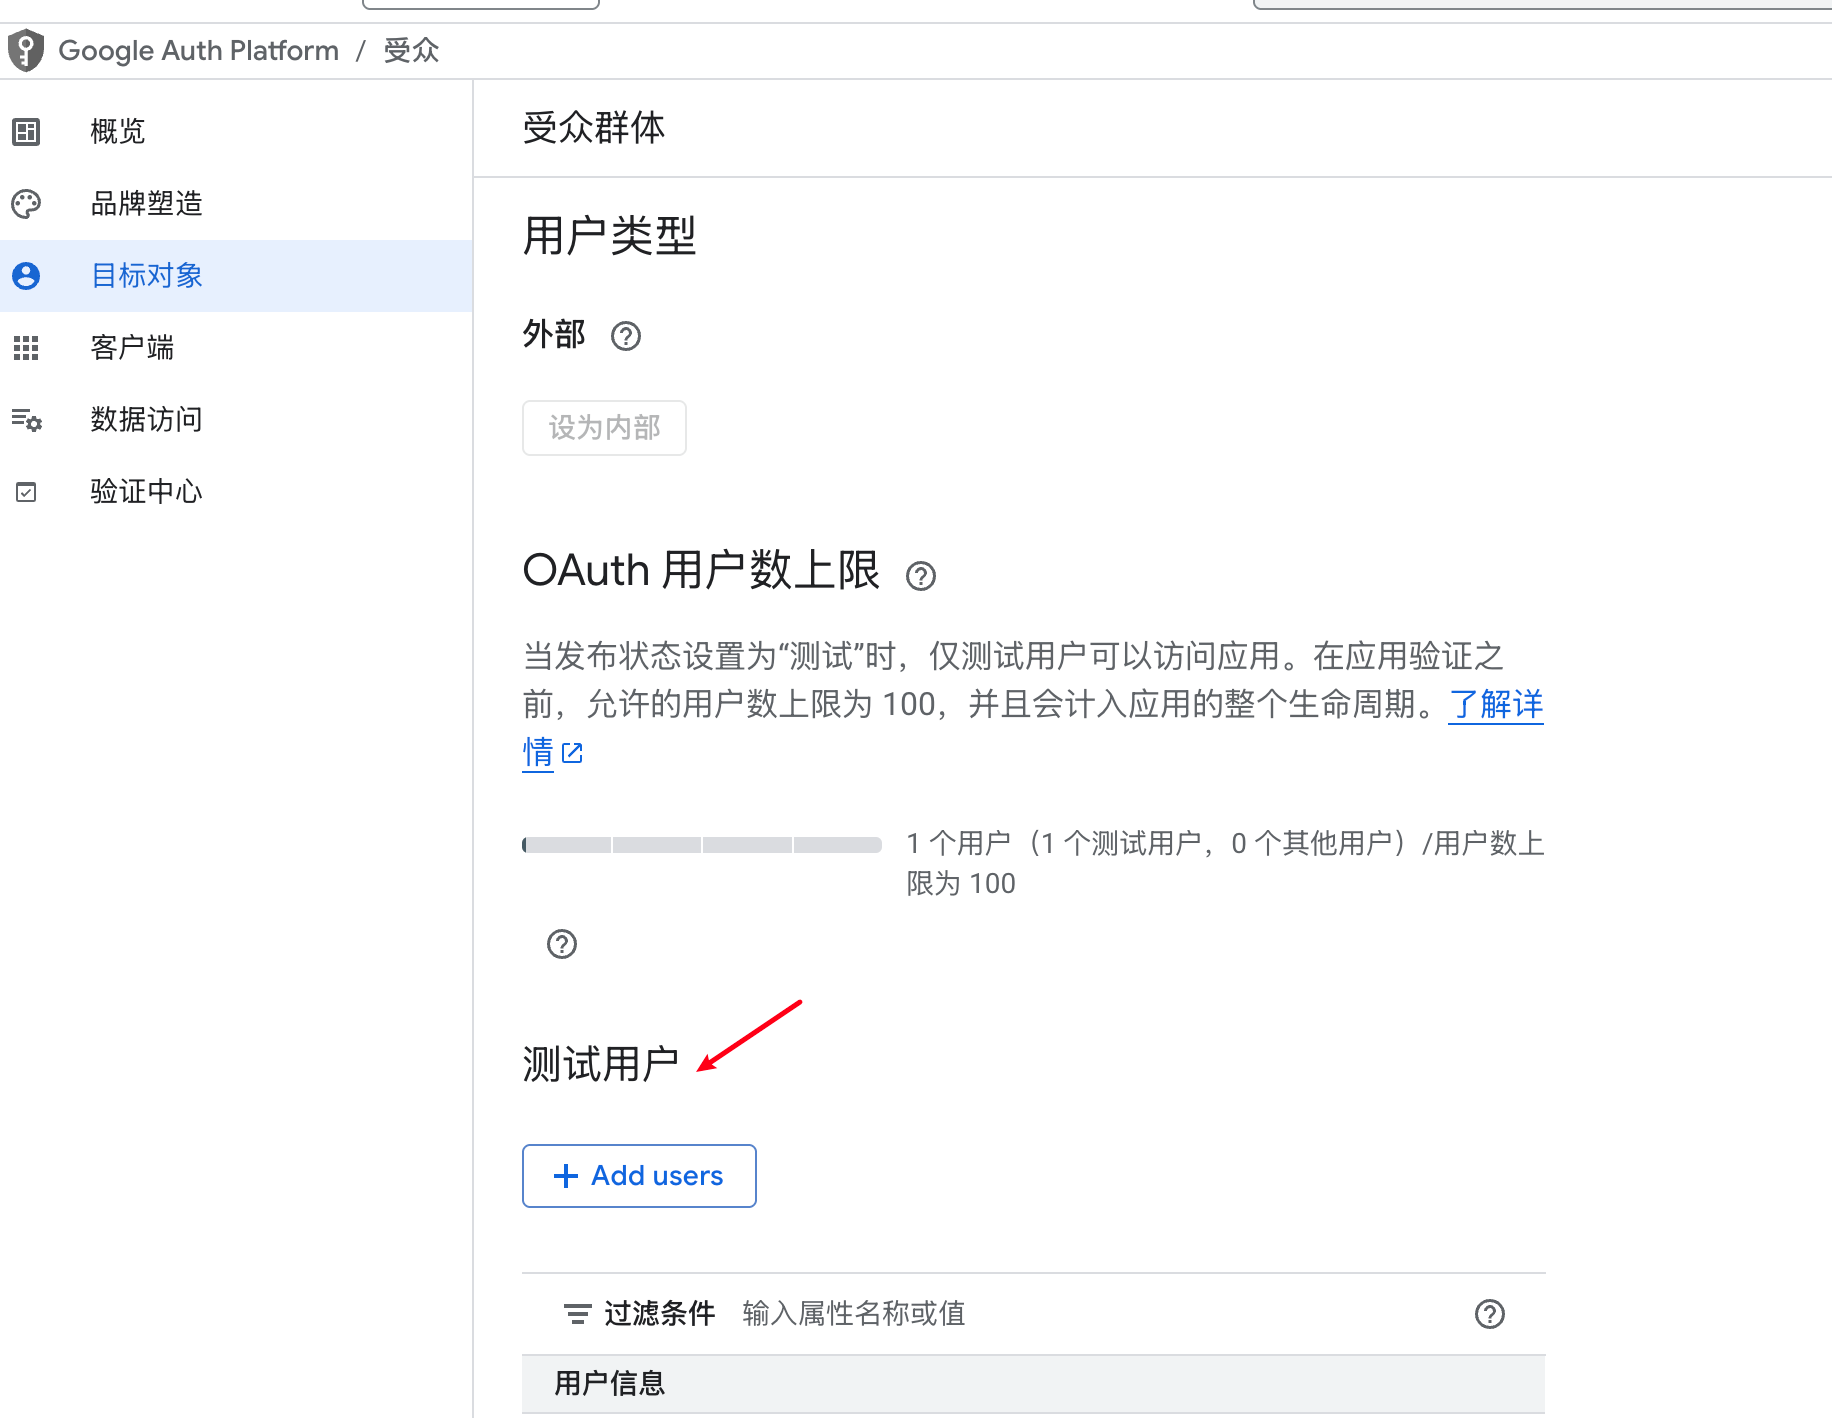 Google Auth Platform / 受众
概览
品牌塑造
目标对象
客户端
数据访问
验证中心
受众群体
用户类型
外部
设为内部
OAuth 用户数上限
当发布状态设置为“测试”时，仅测试用户可以访问应用。在应用验证之
前，允许的用户数上限为 100，并且会计入应用的整个生命周期。了解详
情
1 个用户（1 个测试用户，0 个其他用户）/用户数上
限为 100
测试用户
+ Add users
过滤条件 输入属性名称或值
用户信息